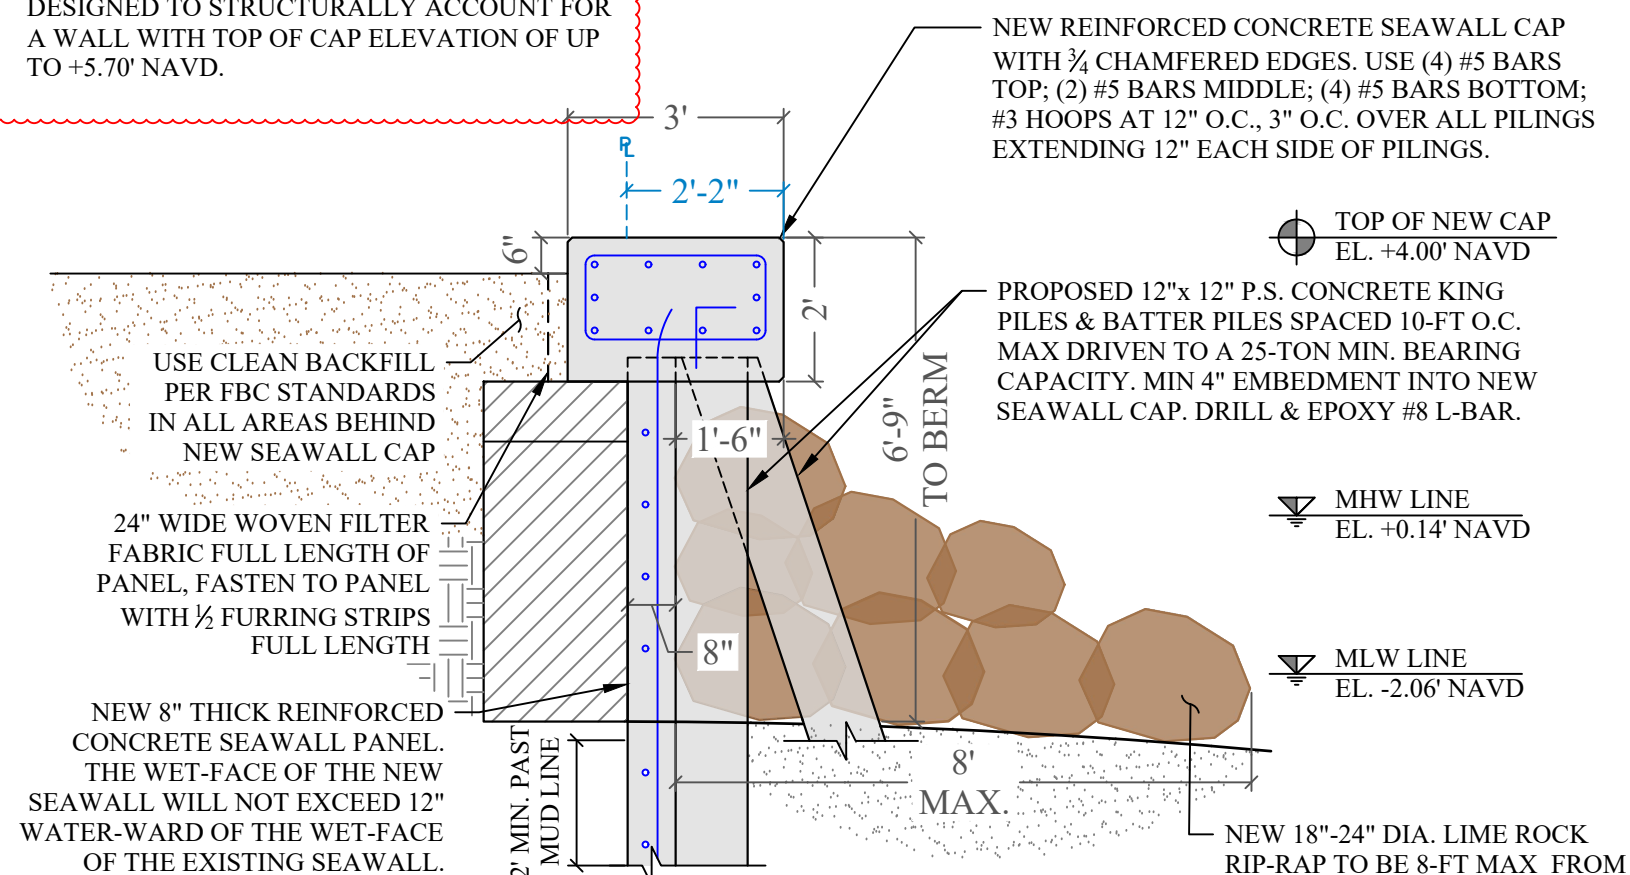 DESIGNED TO STRUCTURALLY ACCOUNT FOR
A WALL WITH TOP OF CAP ELEVATION OF UP
TO +5.70' NAVD.
NEW REINFORCED CONCRETE SEAWALL CAP
WITH ¾ CHAMFERED EDGES. USE (4) #5 BARS
TOP; (2) #5 BARS MIDDLE; (4) #5 BARS BOTTOM;
#3 HOOPS AT 12" O.C., 3" O.C. OVER ALL PILINGS
EXTENDING 12" EACH SIDE OF PILINGS.
3'
PL
2'-2"
6"
2'
TOP OF NEW CAP
EL. +4.00' NAVD
PROPOSED 12"x 12" P.S. CONCRETE KING
PILES & BATTER PILES SPACED 10-FT O.C.
MAX DRIVEN TO A 25-TON MIN. BEARING
CAPACITY. MIN 4" EMBEDMENT INTO NEW
SEAWALL CAP. DRILL & EPOXY #8 L-BAR.
USE CLEAN BACKFILL
PER FBC STANDARDS
IN ALL AREAS BEHIND
NEW SEAWALL CAP
1'-6"
6'-9"
TO BERM
MHW LINE
EL. +0.14' NAVD
24" WIDE WOVEN FILTER
FABRIC FULL LENGTH OF
PANEL, FASTEN TO PANEL
WITH ½ FURRING STRIPS
FULL LENGTH
8"
MLW LINE
EL. -2.06' NAVD
NEW 8" THICK REINFORCED
CONCRETE SEAWALL PANEL.
THE WET-FACE OF THE NEW
SEAWALL WILL NOT EXCEED 12"
WATER-WARD OF THE WET-FACE
OF THE EXISTING SEAWALL.
2' MIN. PAST
MUD LINE
8'
MAX.
NEW 18"-24" DIA. LIME ROCK
RIP-RAP TO BE 8-FT MAX FROM